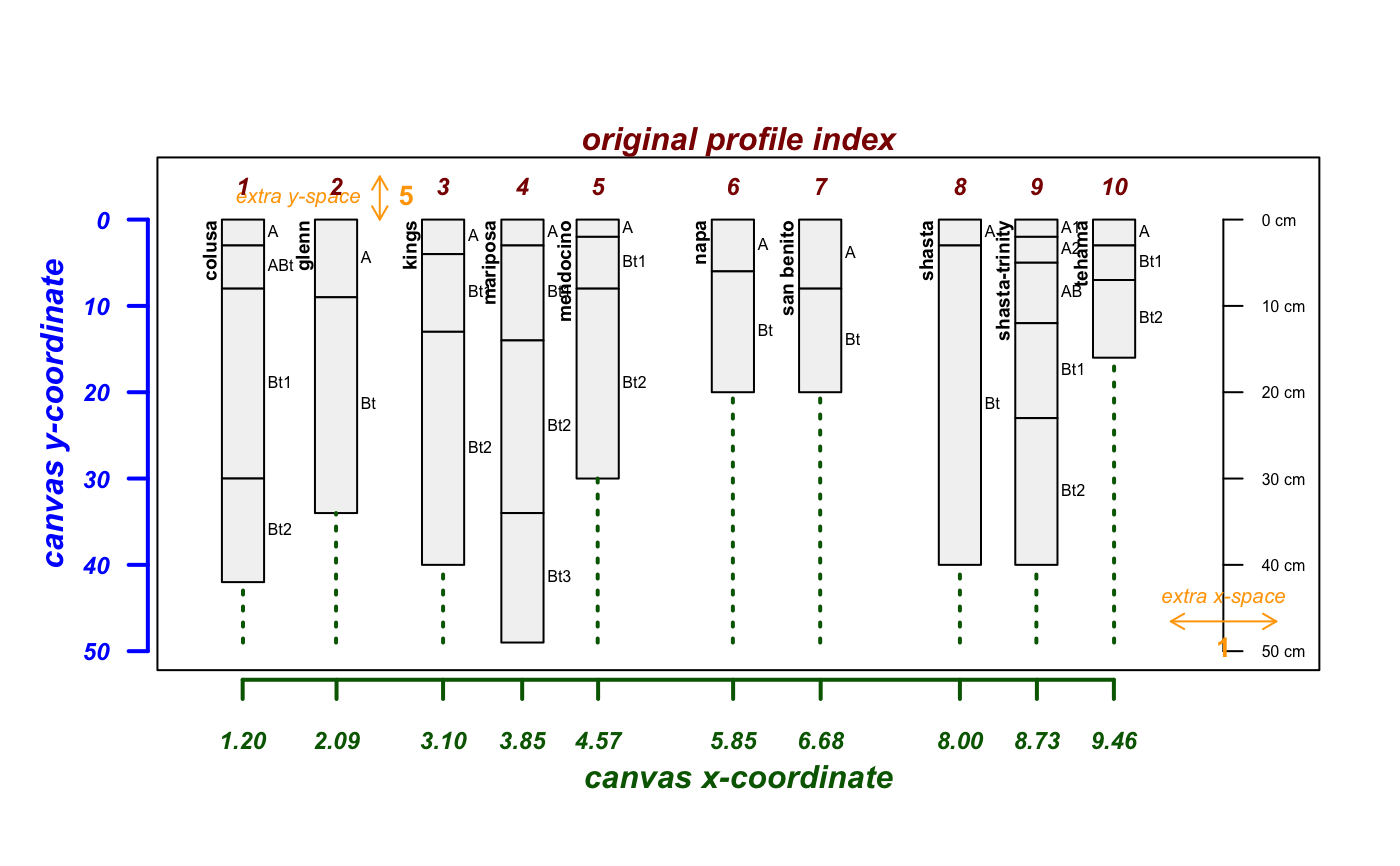 original profile index
1 2 3 4 5 6 7 8 9 10
extra y-space 5
canvas y-coordinate
0
10
20
30
40
50
colusa
A
ABt
Bt1
Bt2
glenn
A
Bt
kings
A
Bt1
Bt2
mariposa
A
Bt1
Bt2
Bt3
mendocino
A
Bt1
Bt2
napa
A
Bt
san benito
A
Bt
shasta
A
Bt
shasta-trinity
A1
A2
AB
Bt1
Bt2
tehama
A
Bt1
Bt2
0 cm
10 cm
20 cm
30 cm
40 cm
50 cm
extra x-space
1
1.20 2.09 3.10 3.85 4.57 5.85 6.68 8.00 8.73 9.46
canvas x-coordinate